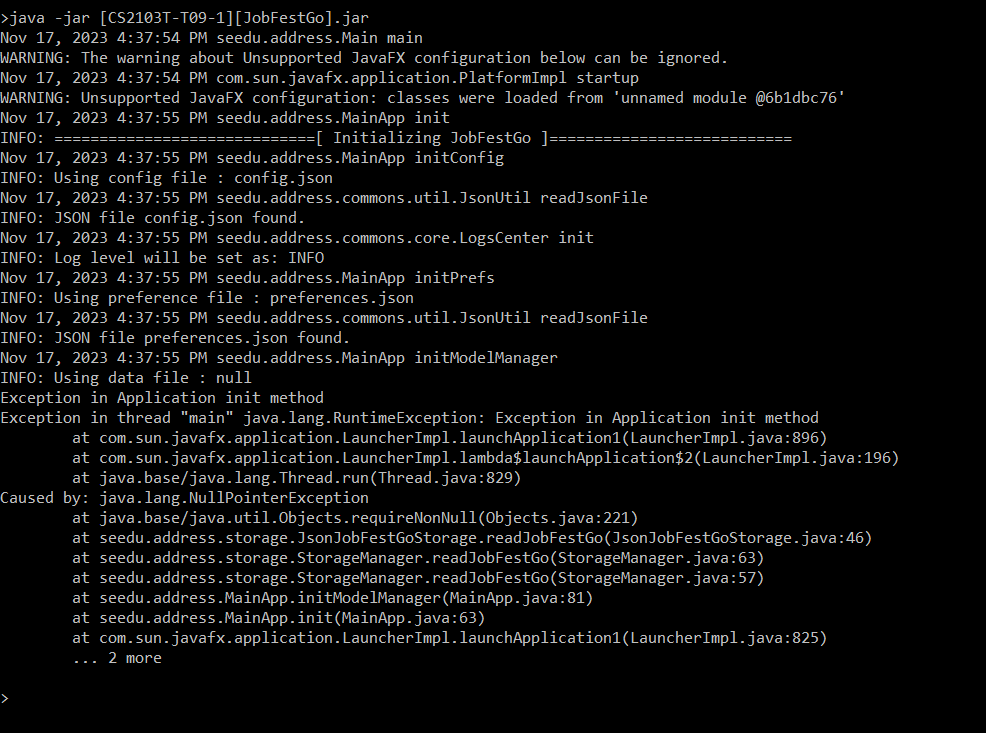 >java -jar [CS2103T-T09-1][JobFestGo].jar
Nov 17, 2023 4:37:54 PM seedu.address.Main main
WARNING: The warning about Unsupported JavaFX configuration below can be ignored.
Nov 17, 2023 4:37:54 PM com.sun.javafx.application.PlatformImpl startup
WARNING: Unsupported JavaFX configuration: classes were loaded from 'unnamed module @6b1dbc76'
Nov 17, 2023 4:37:55 PM seedu.address.MainApp init
INFO: =============================[ Initializing JobFestGo ]===========================
Nov 17, 2023 4:37:55 PM seedu.address.MainApp initConfig
INFO: Using config file : config.json
Nov 17, 2023 4:37:55 PM seedu.address.commons.util.JsonUtil readJsonFile
INFO: JSON file config.json found.
Nov 17, 2023 4:37:55 PM seedu.address.commons.core.LogsCenter init
INFO: Log level will be set as: INFO
Nov 17, 2023 4:37:55 PM seedu.address.MainApp initPrefs
INFO: Using preference file : preferences.json
Nov 17, 2023 4:37:55 PM seedu.address.commons.util.JsonUtil readJsonFile
INFO: JSON file preferences.json found.
Nov 17, 2023 4:37:55 PM seedu.address.MainApp initModelManager
INFO: Using data file : null
Exception in Application init method
Exception in thread "main" java.lang.RuntimeException: Exception in Application init method
        at com.sun.javafx.application.LauncherImpl.launchApplication1(LauncherImpl.java:896)
        at com.sun.javafx.application.LauncherImpl.lambda$launchApplication$2(LauncherImpl.java:196)
        at java.base/java.lang.Thread.run(Thread.java:829)
Caused by: java.lang.NullPointerException
        at java.base/java.util.Objects.requireNonNull(Objects.java:221)
        at seedu.address.storage.JsonJobFestGoStorage.readJobFestGo(JsonJobFestGoStorage.java:46)
        at seedu.address.storage.StorageManager.readJobFestGo(StorageManager.java:63)
        at seedu.address.storage.StorageManager.readJobFestGo(StorageManager.java:57)
        at seedu.address.MainApp.initModelManager(MainApp.java:81)
        at seedu.address.MainApp.init(MainApp.java:63)
        at com.sun.javafx.application.LauncherImpl.launchApplication1(LauncherImpl.java:825)
        ... 2 more
>